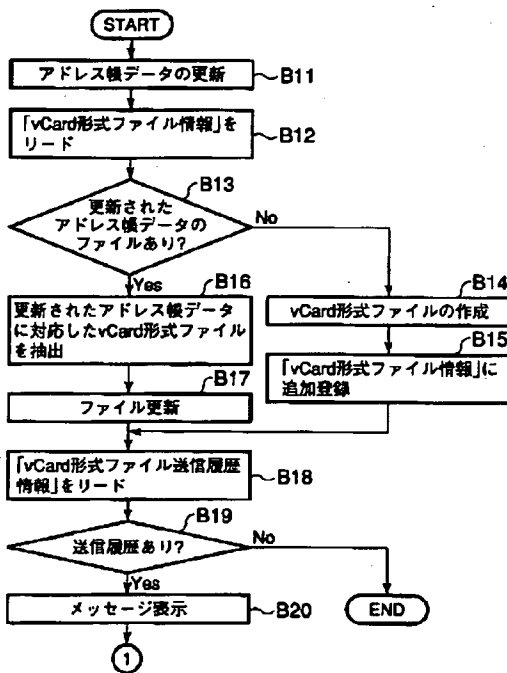 START
アドレス帳データの更新
B11
「vCard形式ファイル情報」を
リード
B12
B13
更新された
アドレス帳データの
ファイルあり?
No
Yes
B14
vCard形式ファイルの作成
B15
「vCard形式ファイル情報」に
追加登録
B16
更新されたアドレス帳データ
に対応したvCard形式ファイル
を抽出
B17
ファイル更新
「vCard形式ファイル送信履歴
情報」をリード
B18
B19
送信履歴あり?
No
Yes
END
メッセージ表示
B20
1